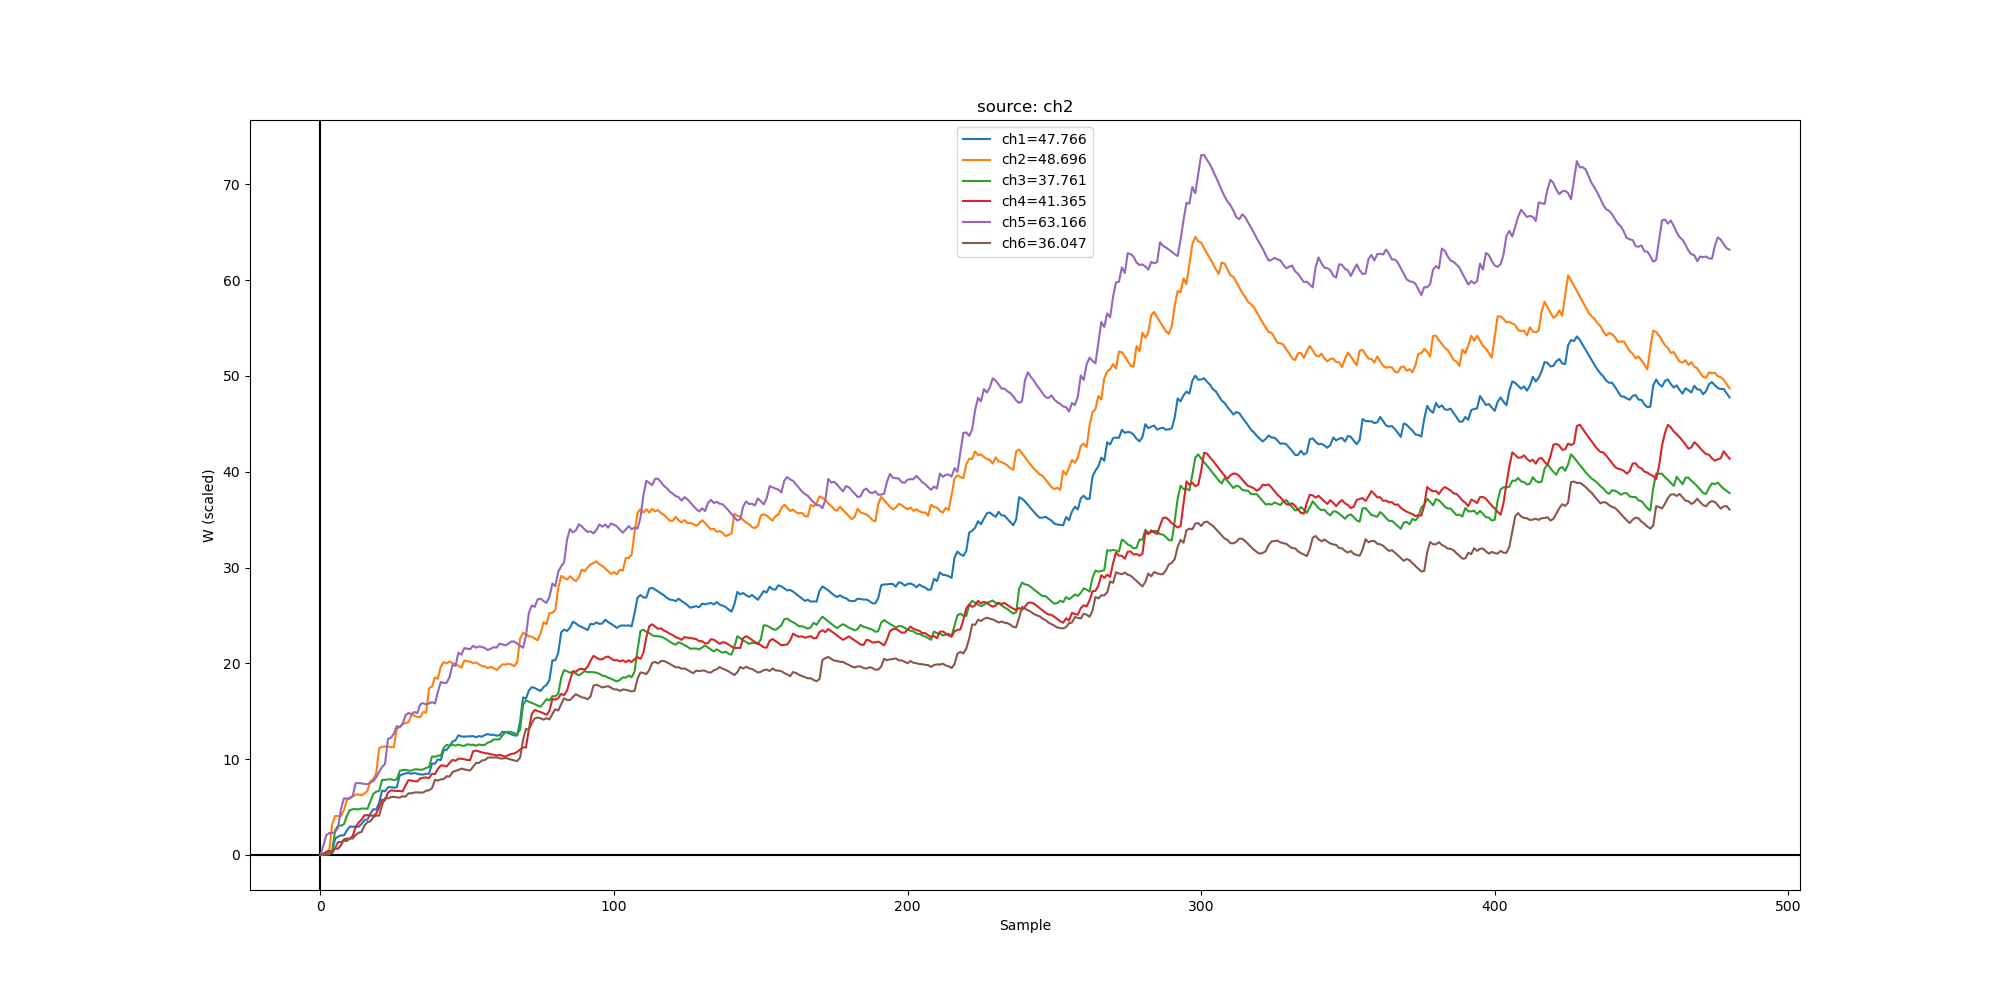 source: ch2
ch1=47.766
ch2=48.696
ch3=37.761
ch4=41.365
ch5=63.166
ch6=36.047
W (scaled)
70
60
50
40
30
20
10
0
0 100 200 300 400 500
Sample